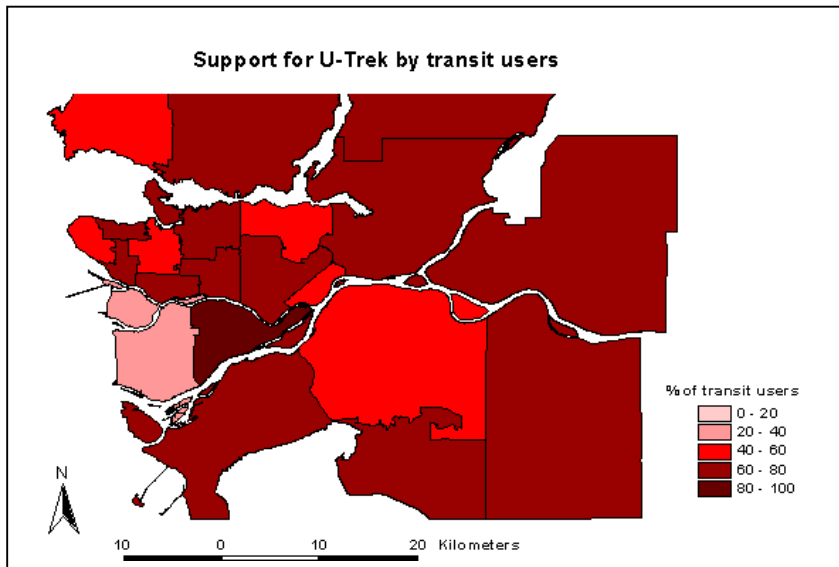 Support for U-Trek by transit users
% of transit users
0 - 20
20 - 40
40 - 60
60 - 80
80 - 100
N
10 0 10 20 Kilometers